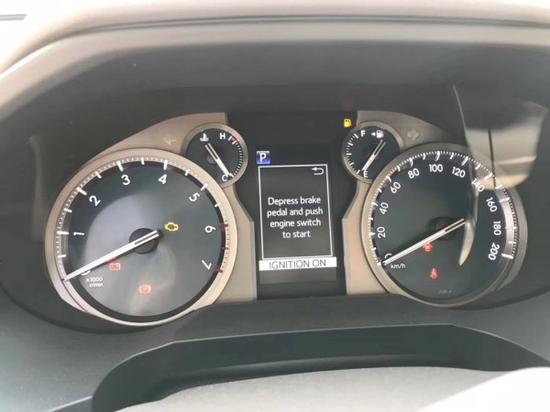 P
Depress brake
pedal and push
engine switch
to start
IGNITION ON
1
2
3
4
5
6
7
x1000
r/min
H
C
F
E
0
20
40
60
80
100
120
140
160
180
200
km/h